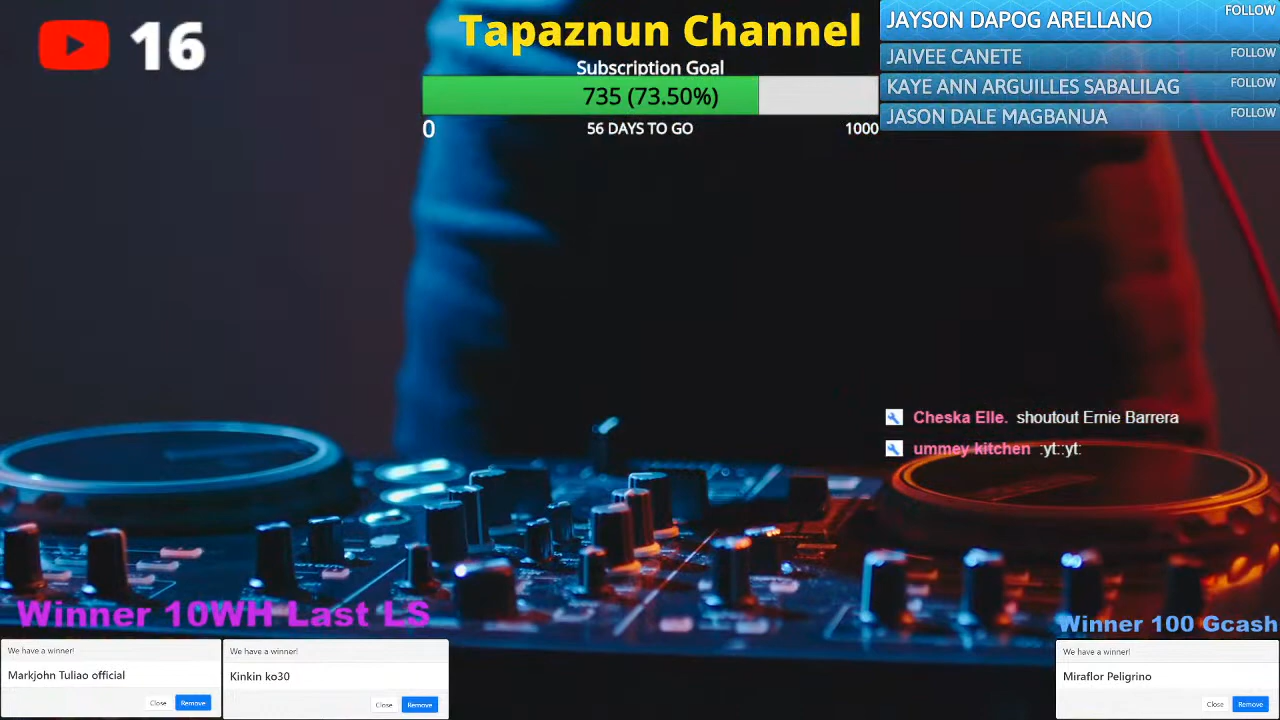 16
Tapaznun Channel
Subscription Goal
735 (73.50%)
0 56 DAYS TO GO 1000
JAYSON DAPOG ARELLANO FOLLOW
JAIVEE CANETE FOLLOW
KAYE ANN ARGUILLES SABALILAG FOLLOW
JASON DALE MAGBANUA FOLLOW
Cheska Elle. shoutout Ernie Barrera
ummey kitchen :yt::yt:
Winner 10WH Last LS
We have a winner!
Markjohn Tuliao official
Close Remove
We have a winner!
Kinkin ko30
Close Remove
Winner 100 Gcash
We have a winner!
Miraflor Peligrino
Close Remove